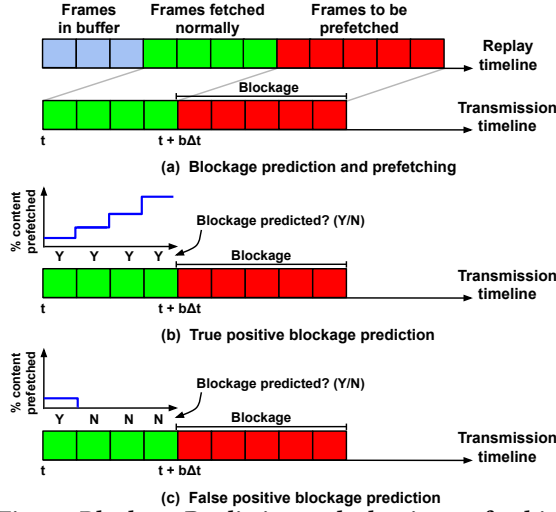 Frames in buffer
Frames fetched normally
Frames to be prefetched
Replay timeline
Blockage
Transmission timeline
t
t + bΔt
(a) Blockage prediction and prefetching
% content prefetched
Blockage predicted? (Y/N)
Y Y Y Y
Blockage
Transmission timeline
t
t + bΔt
(b) True positive blockage prediction
% content prefetched
Blockage predicted? (Y/N)
Y N N N
Blockage
Transmission timeline
t
t + bΔt
(c) False positive blockage prediction